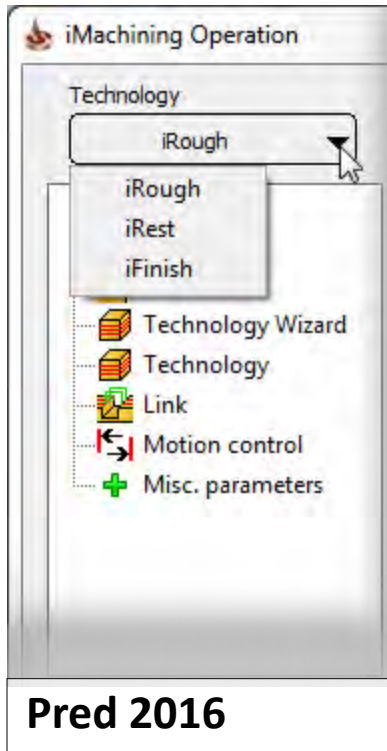 iMachining Operation
Technology
iRough
iRough
iRest
iFinish
Technology Wizard
Technology
Link
Motion control
Misc. parameters
Pred 2016